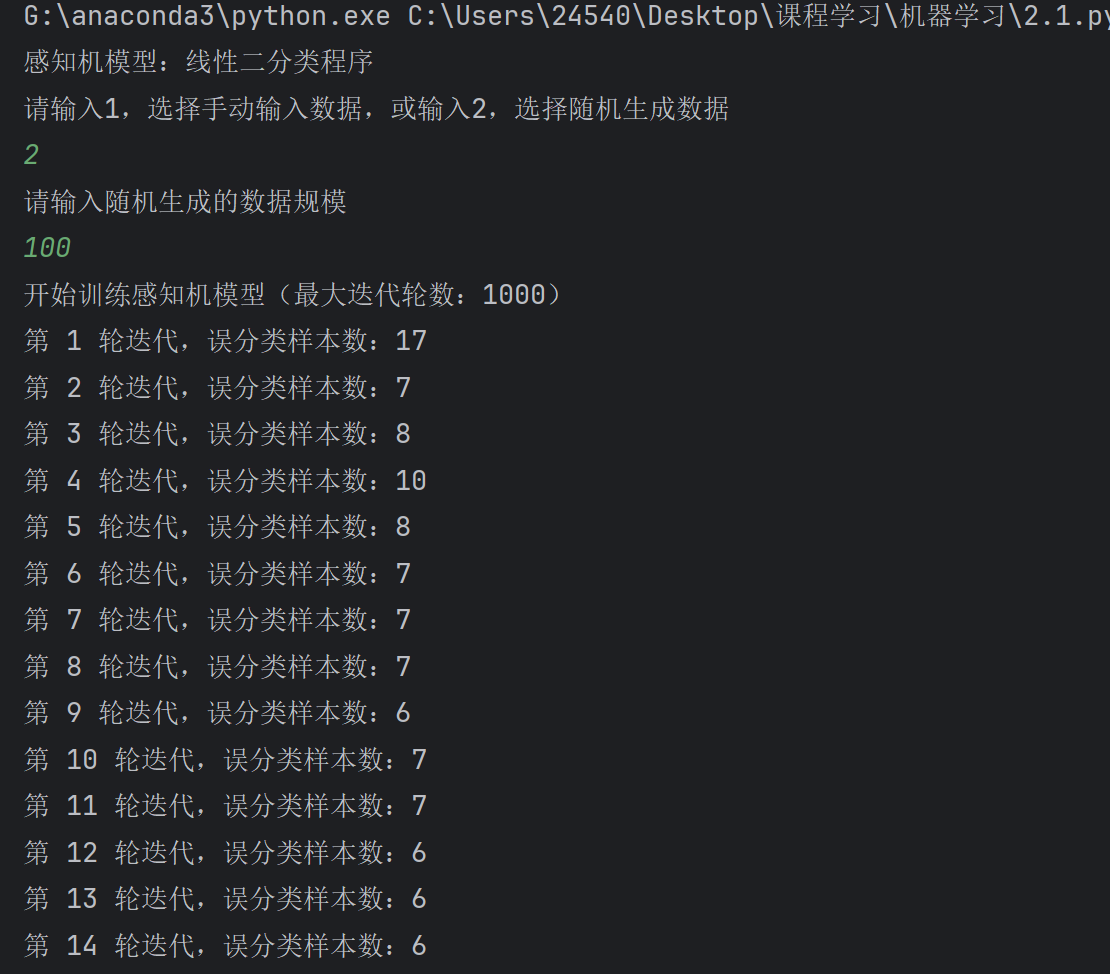 G:\anaconda3\python.exe C:\Users\24540\Desktop\课程学习\机器学习\2.1.py
感知机模型：线性二分类程序
请输入1，选择手动输入数据，或输入2，选择随机生成数据
2
请输入随机生成的数据规模
100
开始训练感知机模型（最大迭代轮数：1000）
第 1 轮迭代，误分类样本数：17
第 2 轮迭代，误分类样本数：7
第 3 轮迭代，误分类样本数：8
第 4 轮迭代，误分类样本数：10
第 5 轮迭代，误分类样本数：8
第 6 轮迭代，误分类样本数：7
第 7 轮迭代，误分类样本数：7
第 8 轮迭代，误分类样本数：7
第 9 轮迭代，误分类样本数：6
第 10 轮迭代，误分类样本数：7
第 11 轮迭代，误分类样本数：7
第 12 轮迭代，误分类样本数：6
第 13 轮迭代，误分类样本数：6
第 14 轮迭代，误分类样本数：6